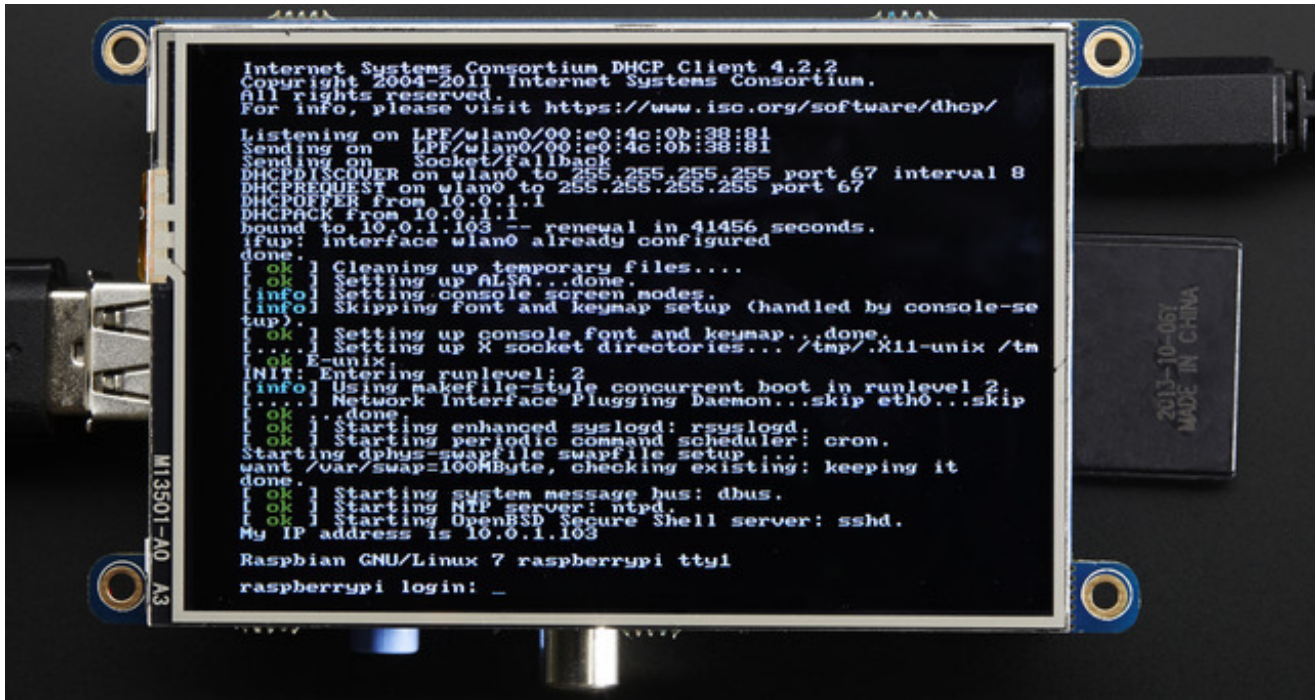 Internet Systems Consortium DHCP Client 4.2.2
Copyright 2004-2011 Internet Systems Consortium.
All rights reserved.
For info, please visit https://www.isc.org/software/dhcp/
Listening on LPF/wlan0/00:e0:4c:0b:38:81
Sending on   LPF/wlan0/00:e0:4c:0b:38:81
Sending on   Socket/fallback
DHCPDISCOVER on wlan0 to 255.255.255.255 port 67 interval 8
DHCPREQUEST on wlan0 to 255.255.255.255 port 67
DHCPOFFER from 10.0.1.1
DHCPACK from 10.0.1.1
bound to 10.0.1.103 -- renewal in 41456 seconds.
ifup: interface wlan0 already configured
done.
[ ok ] Cleaning up temporary files....
[ ok ] Setting up ALSA...done.
[info] Setting console screen modes.
[info] Skipping font and keymap setup (handled by console-se
tup).
[ ok ] Setting up console font and keymap...done.
[....] Setting up X socket directories... /tmp/.X11-unix /tm
[ ok E-unix.
INIT: Entering runlevel: 2
[info] Using makefile-style concurrent boot in runlevel 2.
[....] Network Interface Plugging Daemon...skip eth0...skip
[ ok ...done.
[ ok ] Starting enhanced syslogd: rsyslogd.
[ ok ] Starting periodic command scheduler: cron.
Starting dphys-swapfile swapfile setup ...
want /var/swap=100MByte, checking existing: keeping it
done.
[ ok ] Starting system message bus: dbus.
[ ok ] Starting NTP server: ntpd.
[ ok ] Starting OpenBSD Secure Shell server: sshd.
My IP address is 10.0.1.103
Raspbian GNU/Linux 7 raspberrypi tty1
raspberrypi login: _
M13501-A0 A3
2013-10-06Y
MADE IN CHINA